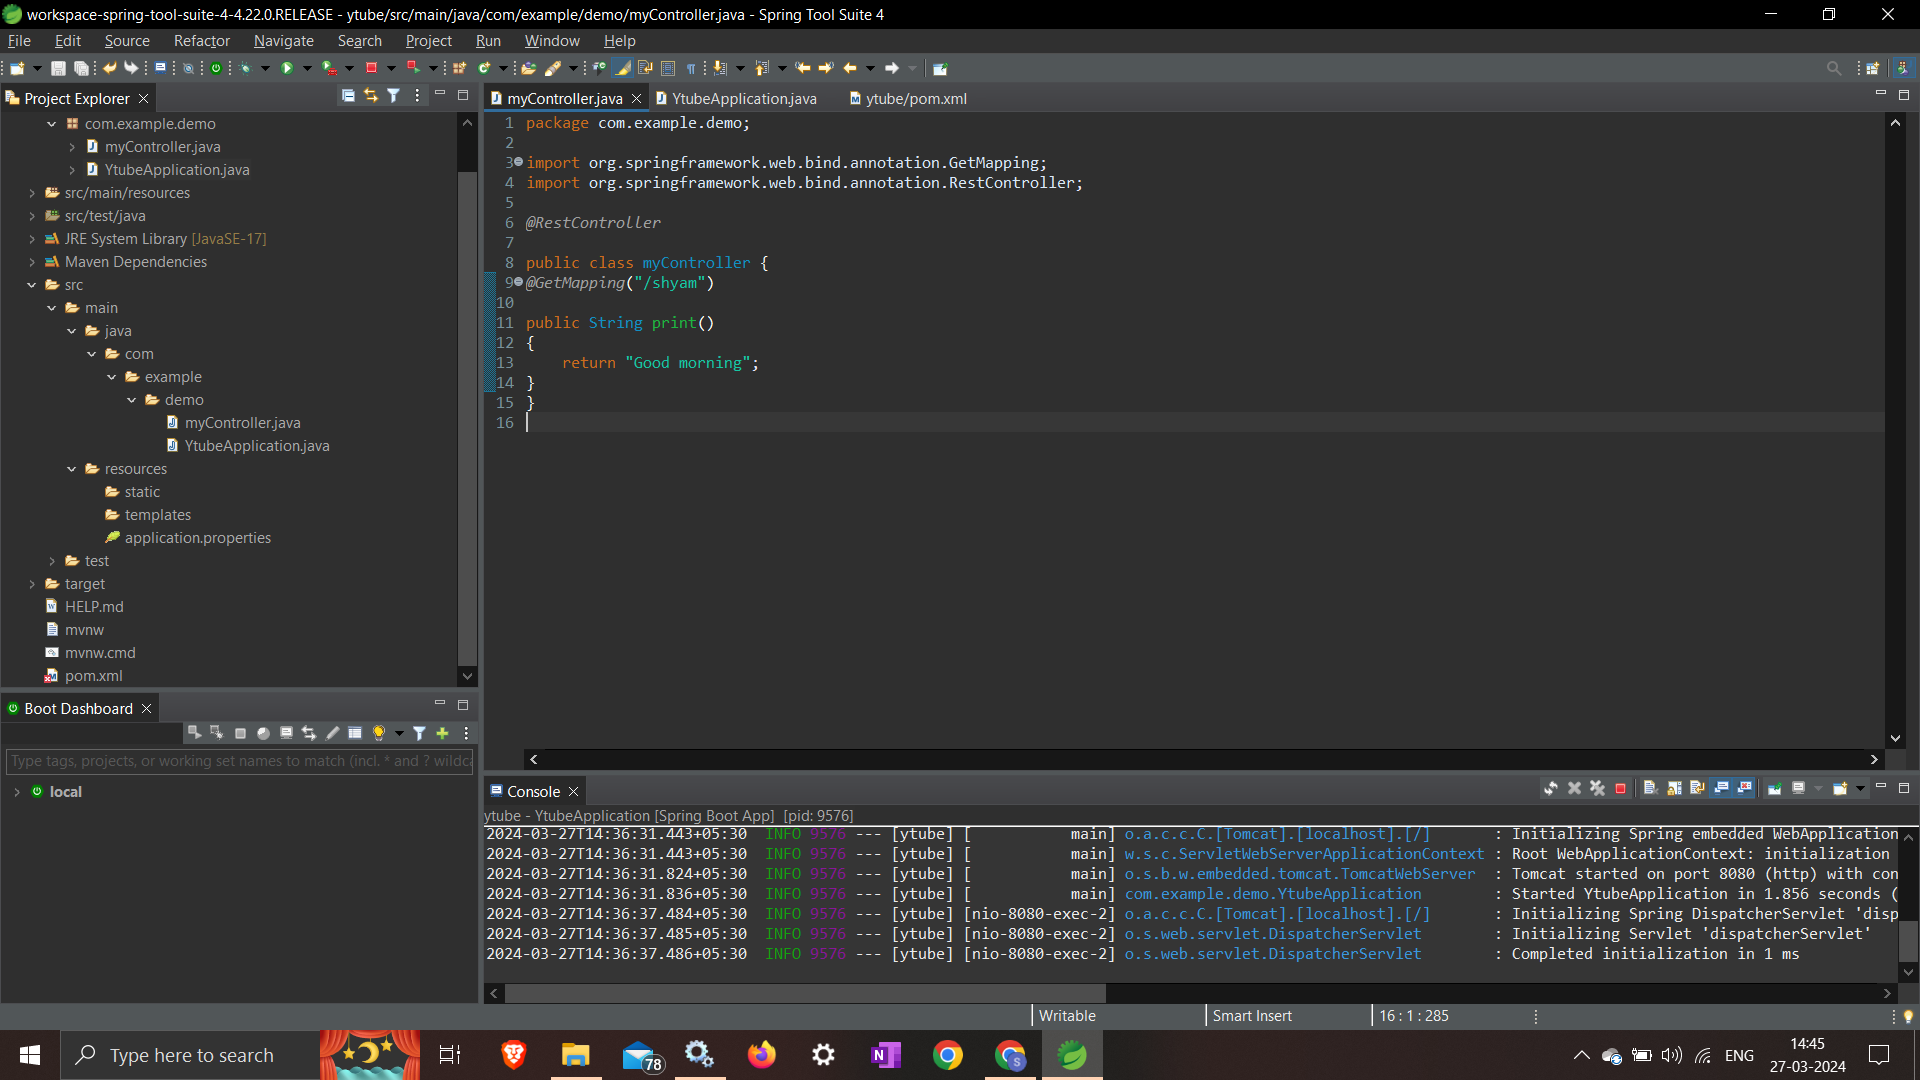 workspace-spring-tool-suite-4-4.22.0.RELEASE - ytube/src/main/java/com/example/demo/myController.java - Spring Tool Suite 4
File Edit Source Refactor Navigate Search Project Run Window Help
Project Explorer
com.example.demo
myController.java
YtubeApplication.java
src/main/resources
src/test/java
JRE System Library [JavaSE-17]
Maven Dependencies
src
main
java
com
example
demo
myController.java
YtubeApplication.java
resources
static
templates
application.properties
test
target
HELP.md
mvnw
mvnw.cmd
pom.xml
Boot Dashboard
Type tags, projects, or working set names to match (incl. * and ? wildca
local
myController.java YtubeApplication.java ytube/pom.xml
1 package com.example.demo;
2
3 import org.springframework.web.bind.annotation.GetMapping;
4 import org.springframework.web.bind.annotation.RestController;
5
6 @RestController
7
8 public class myController {
9 @GetMapping("/shyam")
10
11 public String print()
12 {
13 return "Good morning";
14 }
15 }
16
Console
ytube - YtubeApplication [Spring Boot App] [pid: 9576]
2024-03-27T14:36:31.443+05:30 INFO 9576 --- [ytube] [ main] o.a.c.c.C.[Tomcat].[localhost].[/] : Initializing Spring embedded WebApplication
2024-03-27T14:36:31.443+05:30 INFO 9576 --- [ytube] [ main] w.s.c.ServletWebServerApplicationContext : Root WebApplicationContext: initialization
2024-03-27T14:36:31.824+05:30 INFO 9576 --- [ytube] [ main] o.s.b.w.embedded.tomcat.TomcatWebServer : Tomcat started on port 8080 (http) with con
2024-03-27T14:36:31.836+05:30 INFO 9576 --- [ytube] [ main] com.example.demo.YtubeApplication : Started YtubeApplication in 1.856 seconds (
2024-03-27T14:36:37.484+05:30 INFO 9576 --- [ytube] [nio-8080-exec-2] o.a.c.c.C.[Tomcat].[localhost].[/] : Initializing Spring DispatcherServlet 'disp
2024-03-27T14:36:37.485+05:30 INFO 9576 --- [ytube] [nio-8080-exec-2] o.s.web.servlet.DispatcherServlet : Initializing Servlet 'dispatcherServlet'
2024-03-27T14:36:37.486+05:30 INFO 9576 --- [ytube] [nio-8080-exec-2] o.s.web.servlet.DispatcherServlet : Completed initialization in 1 ms
Writable Smart Insert 16 : 1 : 285
Type here to search
78
N
S
ENG
14:45
27-03-2024